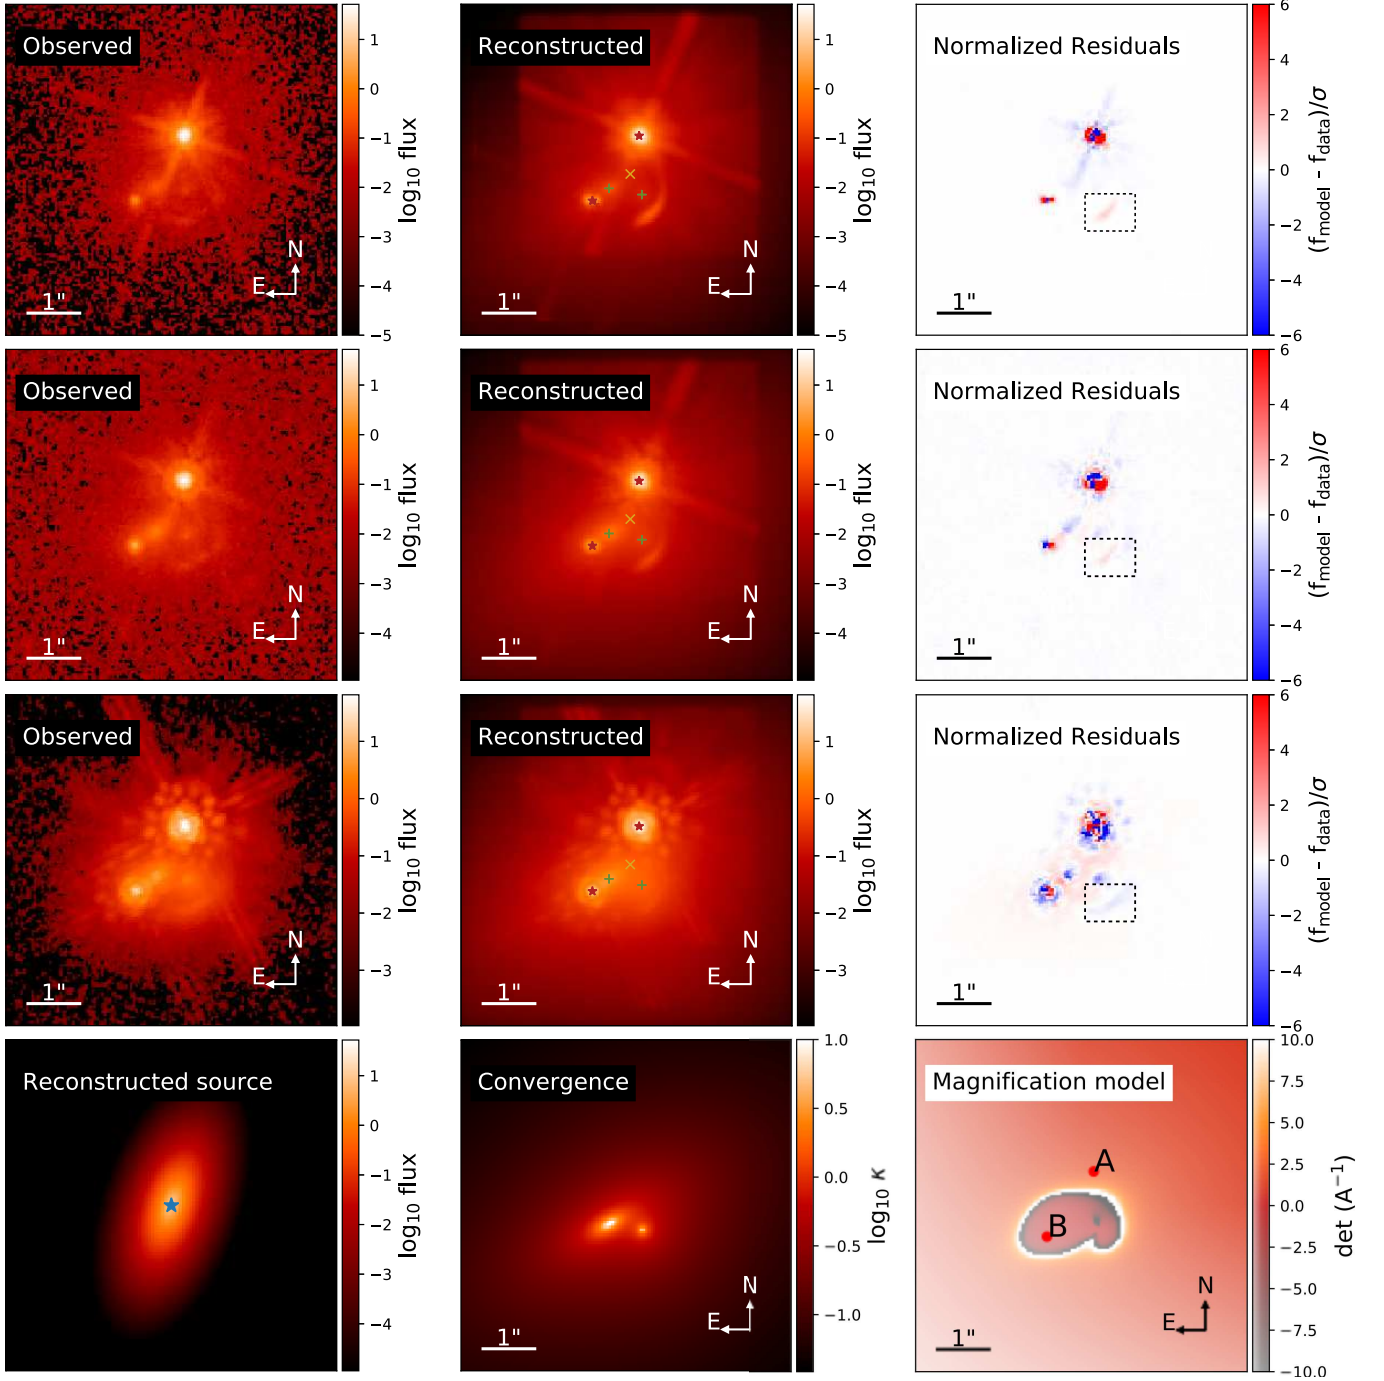 Observed
1"
E
N
1
0
−1
−2
−3
−4
−5
log10 flux
Reconstructed
1"
E
N
1
0
−1
−2
−3
−4
−5
log10 flux
Normalized Residuals
1"
6
4
2
0
−2
−4
−6
(fmodel - fdata)/σ
Observed
1"
E
N
1
0
−1
−2
−3
−4
log10 flux
Reconstructed
1"
E
N
1
0
−1
−2
−3
−4
log10 flux
Normalized Residuals
1"
6
4
2
0
−2
−4
−6
(fmodel - fdata)/σ
Observed
1"
E
N
1
0
−1
−2
−3
log10 flux
Reconstructed
1"
E
N
1
0
−1
−2
−3
log10 flux
Normalized Residuals
1"
6
4
2
0
−2
−4
−6
(fmodel - fdata)/σ
Reconstructed source
1
0
−1
−2
−3
−4
log10 flux
Convergence
1"
E
N
1.0
0.5
0.0
−0.5
−1.0
log10 κ
Magnification model
A
B
1"
E
N
10.0
7.5
5.0
2.5
0.0
−2.5
−5.0
−7.5
−10.0
det (A⁻¹)